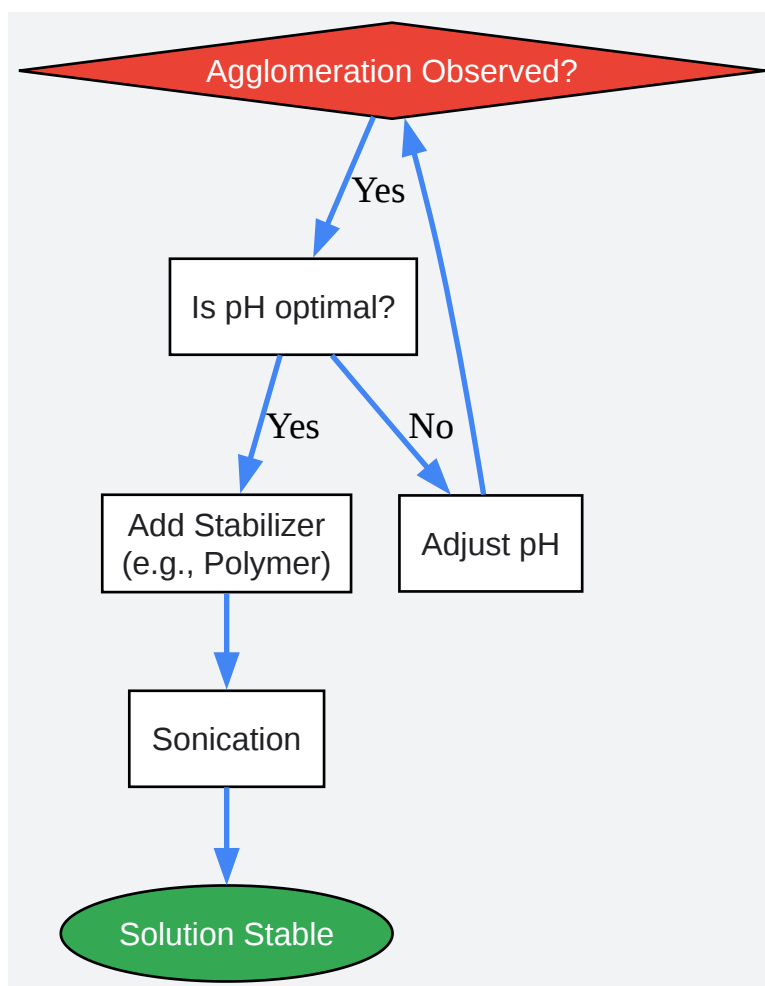 Agglomeration Observed?
Yes
Is pH optimal?
Yes
No
Add Stabilizer
(e.g., Polymer)
Adjust pH
Sonication
Solution Stable